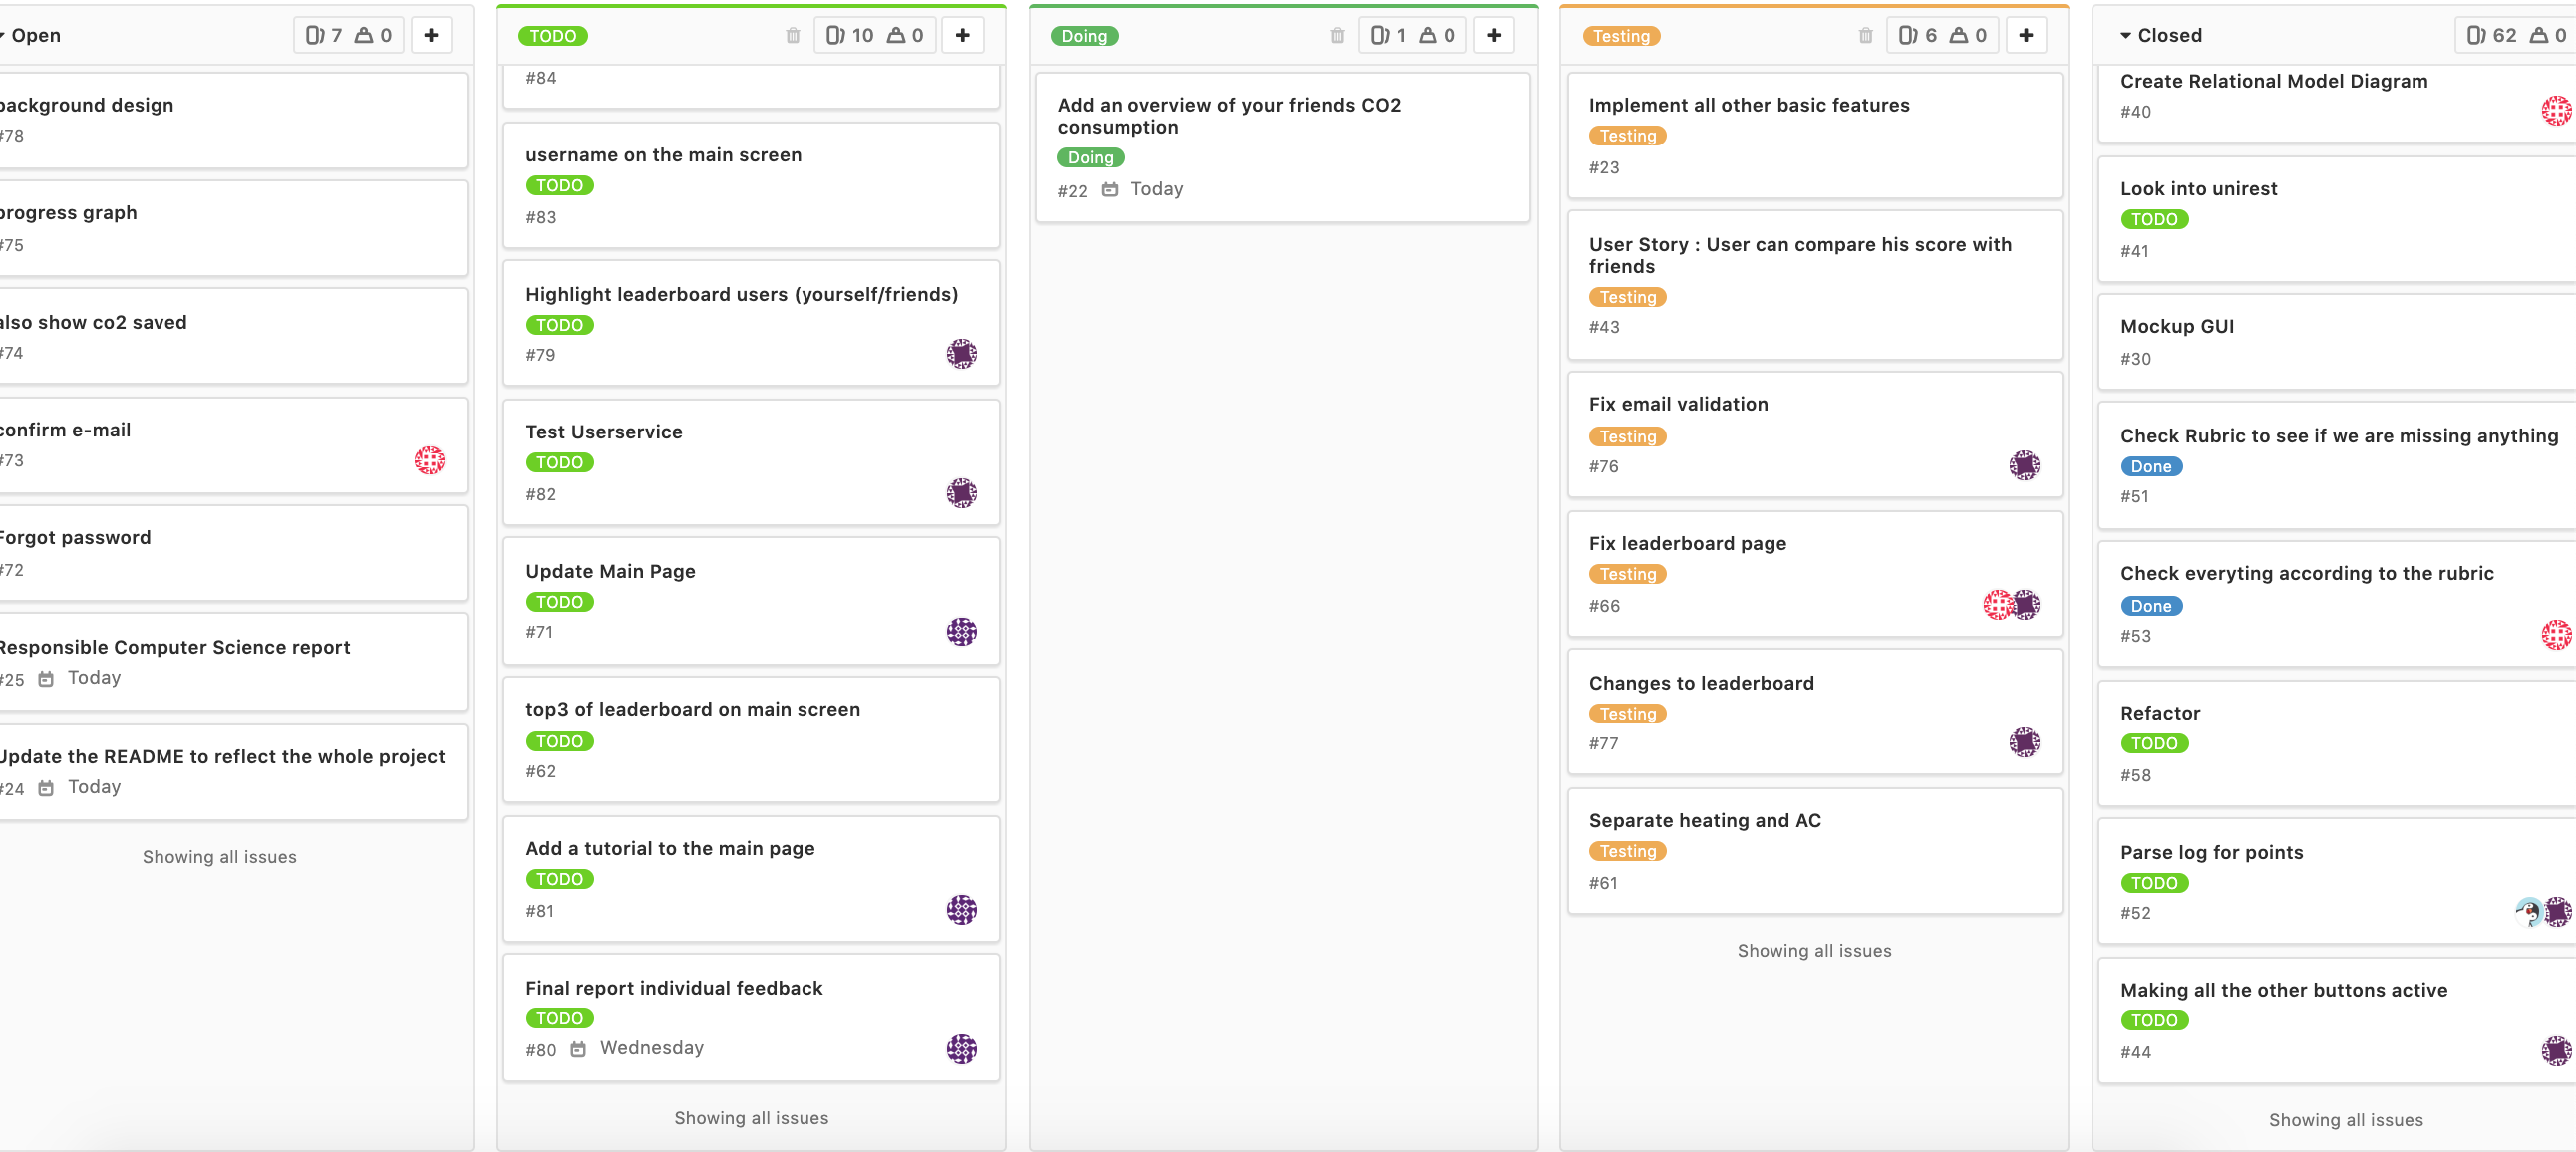 Open
7 0
background design
#78
progress graph
#75
also show co2 saved
#74
confirm e-mail
#73
Forgot password
#72
Responsible Computer Science report
#25 Today
Update the README to reflect the whole project
#24 Today
Showing all issues
TODO
10 0
#84
username on the main screen
TODO
#83
Highlight leaderboard users (yourself/friends)
TODO
#79
Test Userservice
TODO
#82
Update Main Page
TODO
#71
top3 of leaderboard on main screen
TODO
#62
Add a tutorial to the main page
TODO
#81
Final report individual feedback
TODO
#80 Wednesday
Showing all issues
Doing
1 0
Add an overview of your friends CO2
consumption
Doing
#22 Today
Testing
6 0
Implement all other basic features
Testing
#23
User Story : User can compare his score with
friends
Testing
#43
Fix email validation
Testing
#76
Fix leaderboard page
Testing
#66
Changes to leaderboard
Testing
#77
Separate heating and AC
Testing
#61
Showing all issues
Closed
62 0
Create Relational Model Diagram
#40
Look into unirest
TODO
#41
Mockup GUI
#30
Check Rubric to see if we are missing anything
Done
#51
Check everyting according to the rubric
Done
#53
Refactor
TODO
#58
Parse log for points
TODO
#52
Making all the other buttons active
TODO
#44
Showing all issues